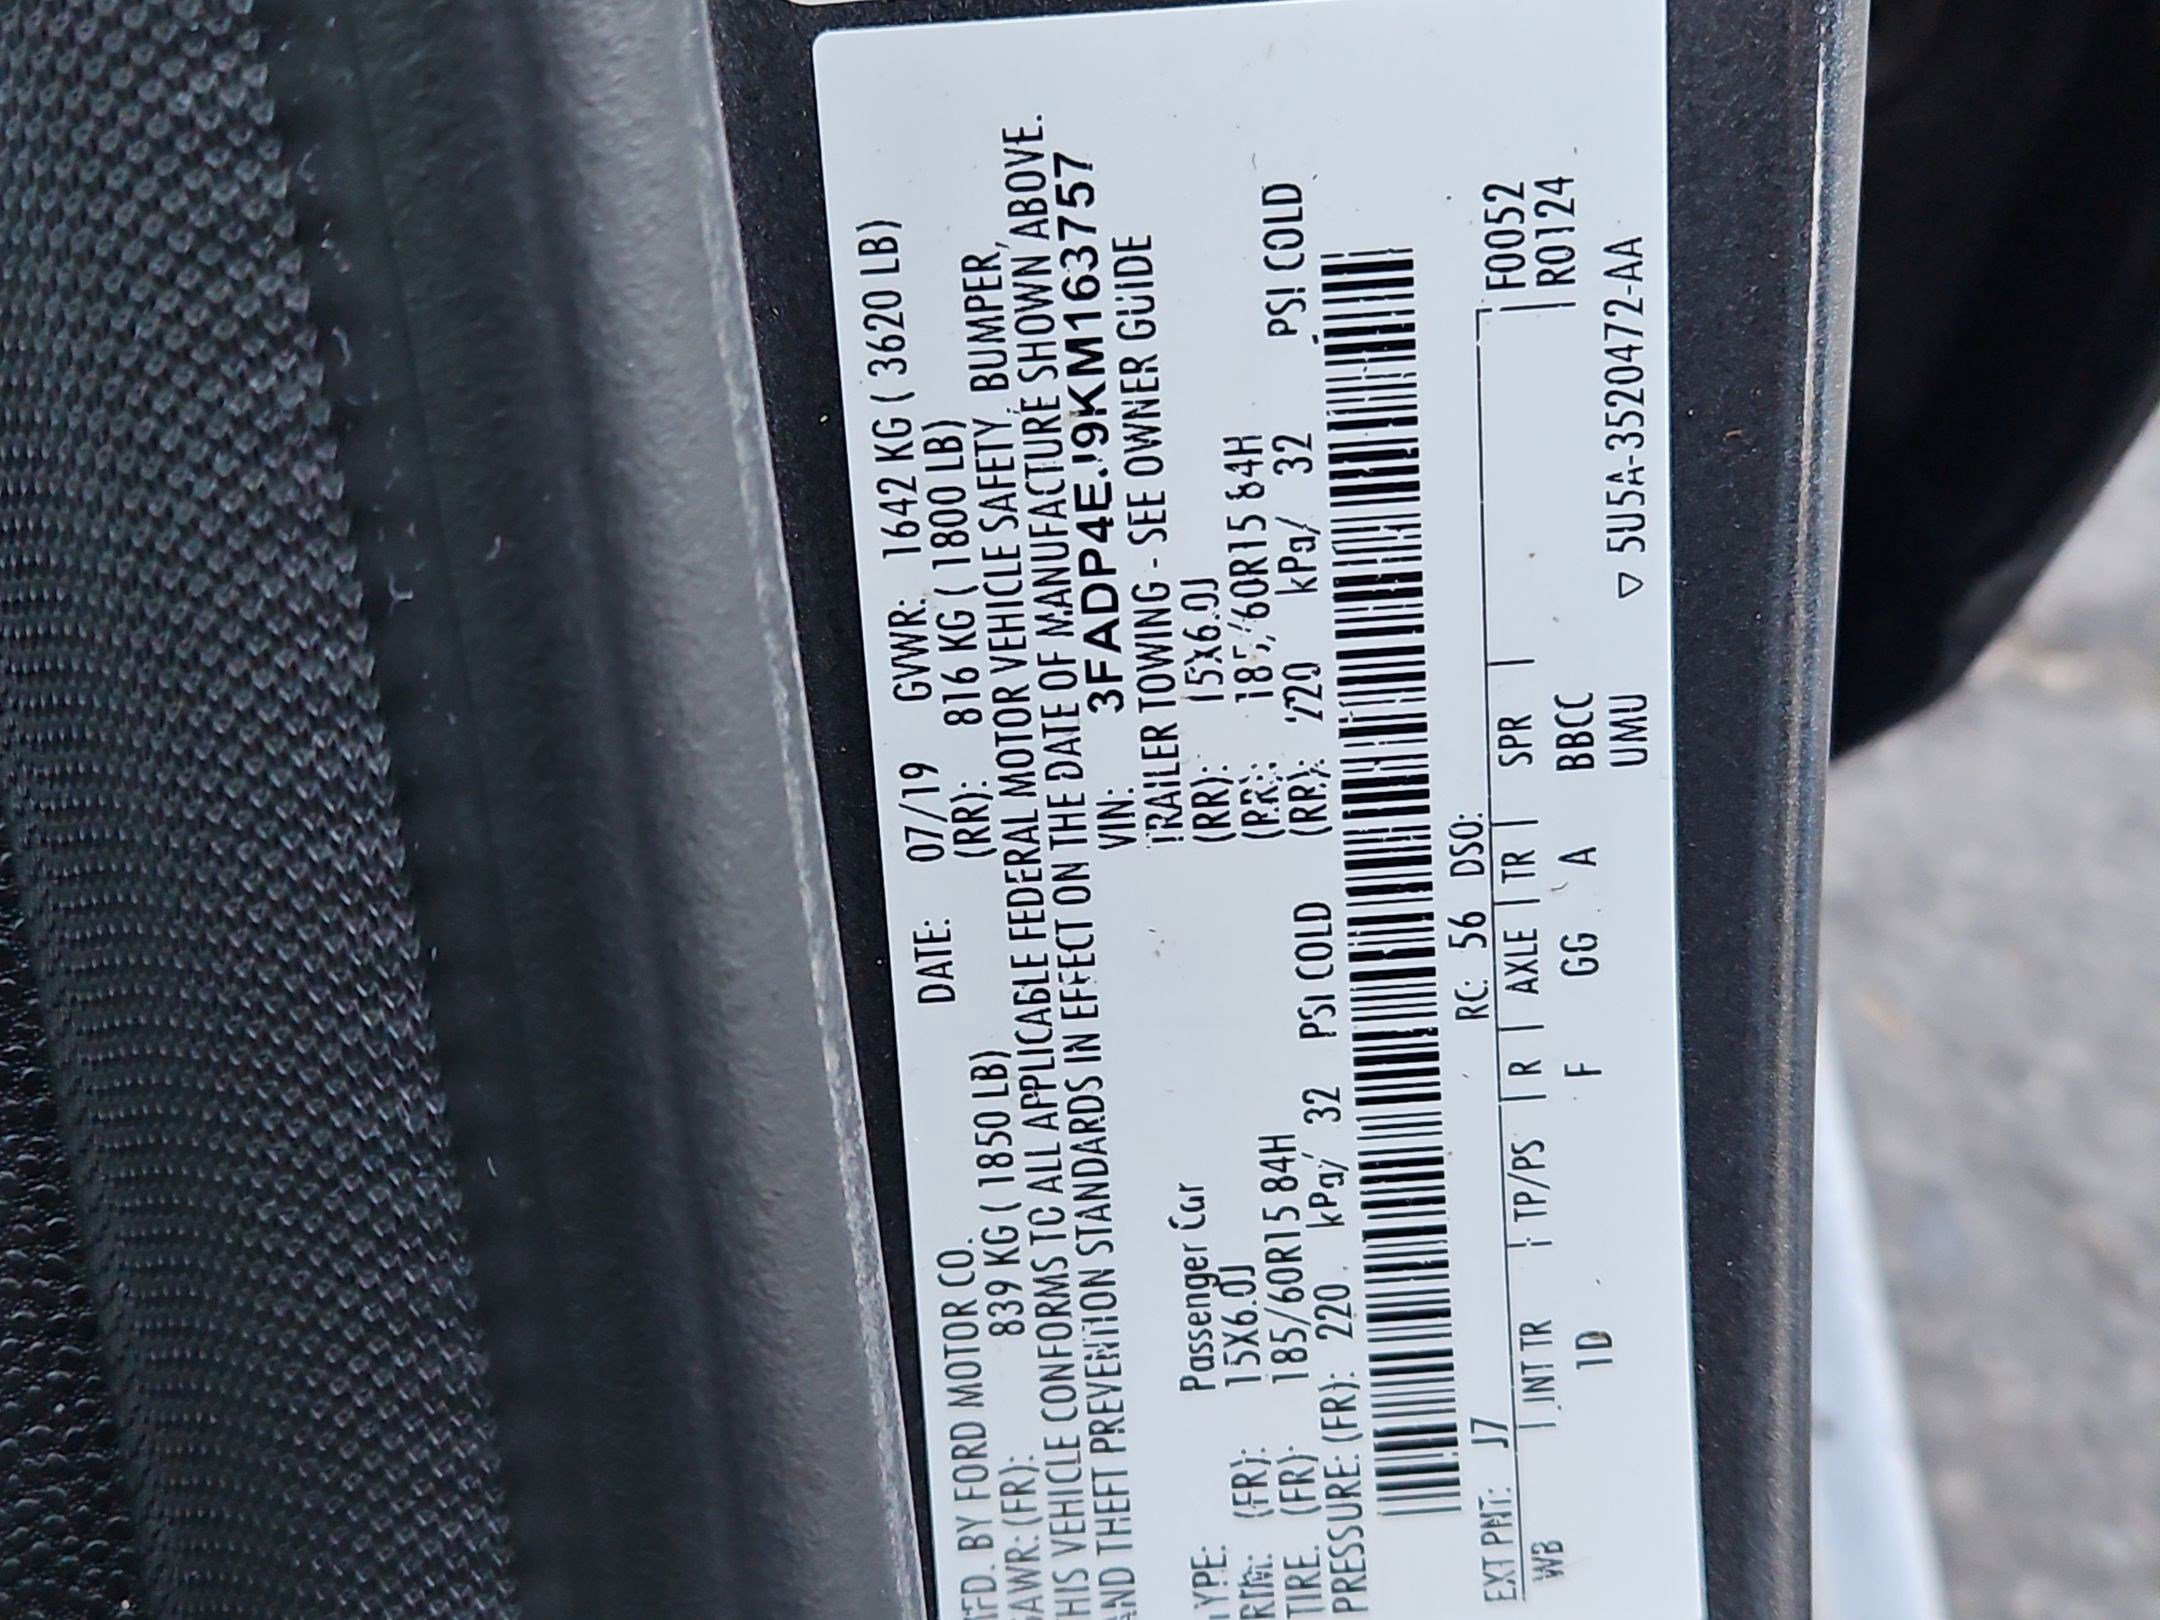 MFD. BY FORD MOTOR CO. DATE: 07/19 GVWR: 1642 KG ( 3620 LB)
GAWR: (FR): 839 KG ( 1850 LB) (RR): 816 KG ( 1800 LB)
THIS VEHICLE CONFORMS TO ALL APPLICABLE FEDERAL MOTOR VEHICLE SAFETY, BUMPER,
AND THEFT PREVENTION STANDARDS IN EFFECT ON THE DATE OF MANUFACTURE SHOWN ABOVE.
VIN: 3FADP4EJ9KM163757
TYPE: Passenger Car TRAILER TOWING - SEE OWNER GUIDE
RIM: (FR): 15X6.0J (RR): 15X6.0J
TIRE: (FR): 185/60R15 84H (RR): 185/60R15 84H
PRESSURE: (FR): 220 kPa/ 32 PSI COLD (RR): 220 kPa/ 32 PSI COLD
EXT PNT: J7 RC: 56 DSO: F0052
WB INT TR TP/PS R AXLE TR SPR R0124
1D F GG A BBCC
UMU ▽ 5U5A-3520472-AA